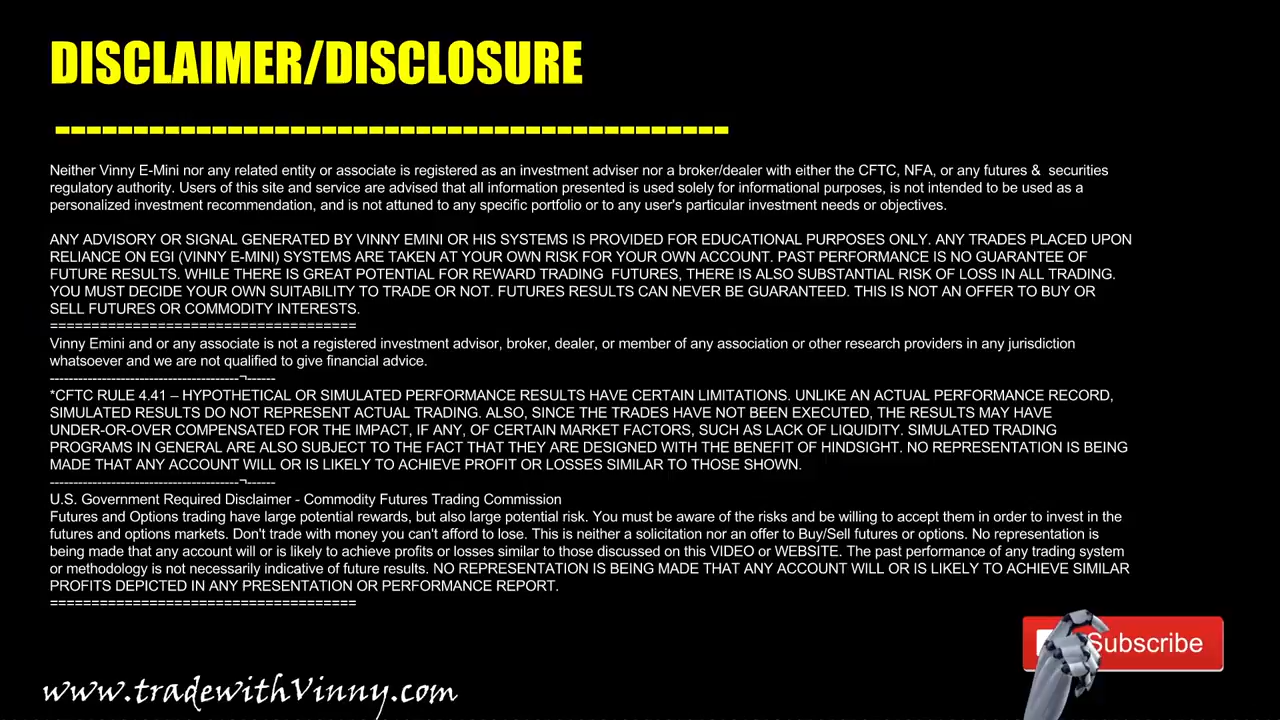 DISCLAIMER/DISCLOSURE
-------------------------------------------
Neither Vinny E-Mini nor any related entity or associate is registered as an investment adviser nor a broker/dealer with either the CFTC, NFA, or any futures &  securities
regulatory authority. Users of this site and service are advised that all information presented is used solely for informational purposes, is not intended to be used as a
personalized investment recommendation, and is not attuned to any specific portfolio or to any user's particular investment needs or objectives.
ANY ADVISORY OR SIGNAL GENERATED BY VINNY EMINI OR HIS SYSTEMS IS PROVIDED FOR EDUCATIONAL PURPOSES ONLY. ANY TRADES PLACED UPON
RELIANCE ON EGI (VINNY E-MINI) SYSTEMS ARE TAKEN AT YOUR OWN RISK FOR YOUR OWN ACCOUNT. PAST PERFORMANCE IS NO GUARANTEE OF
FUTURE RESULTS. WHILE THERE IS GREAT POTENTIAL FOR REWARD TRADING  FUTURES, THERE IS ALSO SUBSTANTIAL RISK OF LOSS IN ALL TRADING.
YOU MUST DECIDE YOUR OWN SUITABILITY TO TRADE OR NOT. FUTURES RESULTS CAN NEVER BE GUARANTEED. THIS IS NOT AN OFFER TO BUY OR
SELL FUTURES OR COMMODITY INTERESTS.
=====================================
Vinny Emini and or any associate is not a registered investment advisor, broker, dealer, or member of any association or other research providers in any jurisdiction
whatsoever and we are not qualified to give financial advice.
-----------------------------------------¬------
*CFTC RULE 4.41 – HYPOTHETICAL OR SIMULATED PERFORMANCE RESULTS HAVE CERTAIN LIMITATIONS. UNLIKE AN ACTUAL PERFORMANCE RECORD,
SIMULATED RESULTS DO NOT REPRESENT ACTUAL TRADING. ALSO, SINCE THE TRADES HAVE NOT BEEN EXECUTED, THE RESULTS MAY HAVE
UNDER-OR-OVER COMPENSATED FOR THE IMPACT, IF ANY, OF CERTAIN MARKET FACTORS, SUCH AS LACK OF LIQUIDITY. SIMULATED TRADING
PROGRAMS IN GENERAL ARE ALSO SUBJECT TO THE FACT THAT THEY ARE DESIGNED WITH THE BENEFIT OF HINDSIGHT. NO REPRESENTATION IS BEING
MADE THAT ANY ACCOUNT WILL OR IS LIKELY TO ACHIEVE PROFIT OR LOSSES SIMILAR TO THOSE SHOWN.
-----------------------------------------¬------
U.S. Government Required Disclaimer - Commodity Futures Trading Commission
Futures and Options trading have large potential rewards, but also large potential risk. You must be aware of the risks and be willing to accept them in order to invest in the
futures and options markets. Don't trade with money you can't afford to lose. This is neither a solicitation nor an offer to Buy/Sell futures or options. No representation is
being made that any account will or is likely to achieve profits or losses similar to those discussed on this VIDEO or WEBSITE. The past performance of any trading system
or methodology is not necessarily indicative of future results. NO REPRESENTATION IS BEING MADE THAT ANY ACCOUNT WILL OR IS LIKELY TO ACHIEVE SIMILAR
PROFITS DEPICTED IN ANY PRESENTATION OR PERFORMANCE REPORT.
=====================================
Subscribe
www.tradewithVinny.com